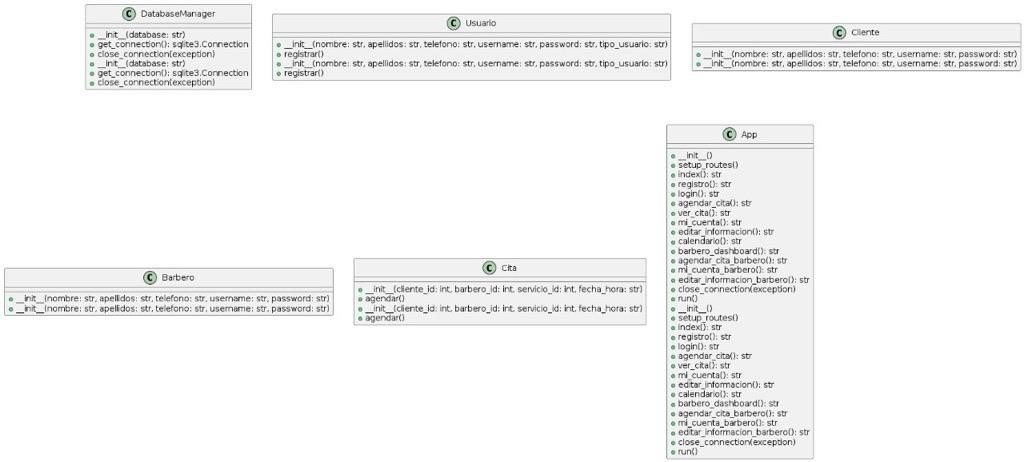 DatabaseManager
__init__(database: str)
get_connection(): sqlite3.Connection
close_connection(exception)
__init__(database: str)
get_connection(): sqlite3.Connection
close_connection(exception)
Usuario
__init__(nombre: str, apellidos: str, telefono: str, username: str, password: str, tipo_usuario: str)
registrar()
__init__(nombre: str, apellidos: str, telefono: str, username: str, password: str, tipo_usuario: str)
registrar()
Cliente
__init__(nombre: str, apellidos: str, telefono: str, username: str, password: str)
__init__(nombre: str, apellidos: str, telefono: str, username: str, password: str)
Barbero
__init__(nombre: str, apellidos: str, telefono: str, username: str, password: str)
__init__(nombre: str, apellidos: str, telefono: str, username: str, password: str)
Cita
__init__(cliente_id: int, barbero_id: int, servicio_id: int, fecha_hora: str)
agendar()
__init__(cliente_id: int, barbero_id: int, servicio_id: int, fecha_hora: str)
agendar()
App
__init__()
setup_routes()
index(): str
registro(): str
login(): str
agendar_cita(): str
ver_cita(): str
mi_cuenta(): str
editar_informacion(): str
calendario(): str
barbero_dashboard(): str
agendar_cita_barbero(): str
mi_cuenta_barbero(): str
editar_informacion_barbero(): str
close_connection(exception)
run()
__init__()
setup_routes()
index(): str
registro(): str
login(): str
agendar_cita(): str
ver_cita(): str
mi_cuenta(): str
editar_informacion(): str
calendario(): str
barbero_dashboard(): str
agendar_cita_barbero(): str
mi_cuenta_barbero(): str
editar_informacion_barbero(): str
close_connection(exception)
run()